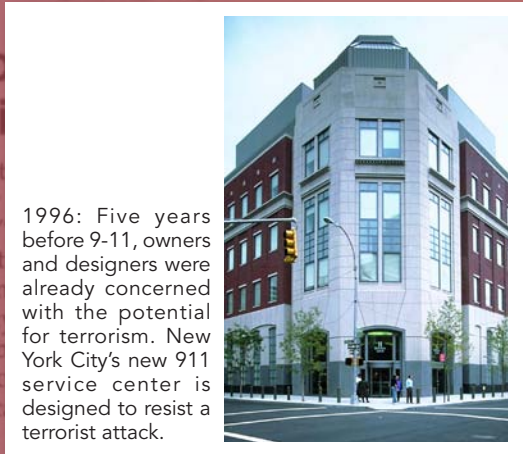 1996: Five years
before 9-11, owners
and designers were
already concerned
with the potential
for terrorism. New
York City's new 911
service center is
designed to resist a
terrorist attack.